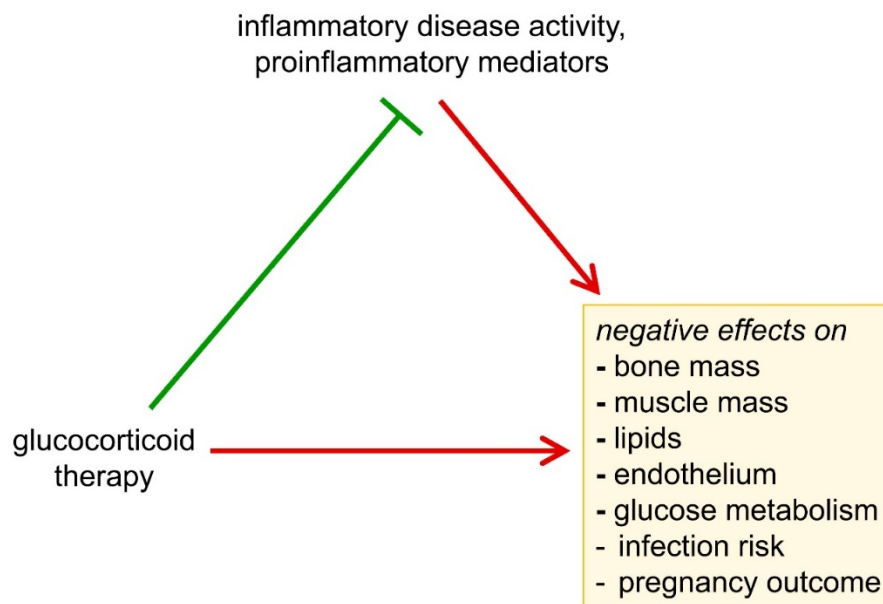 inflammatory disease activity,
proinflammatory mediators
glucocorticoid
therapy
negative effects on
- bone mass
- muscle mass
- lipids
- endothelium
- glucose metabolism
- infection risk
- pregnancy outcome